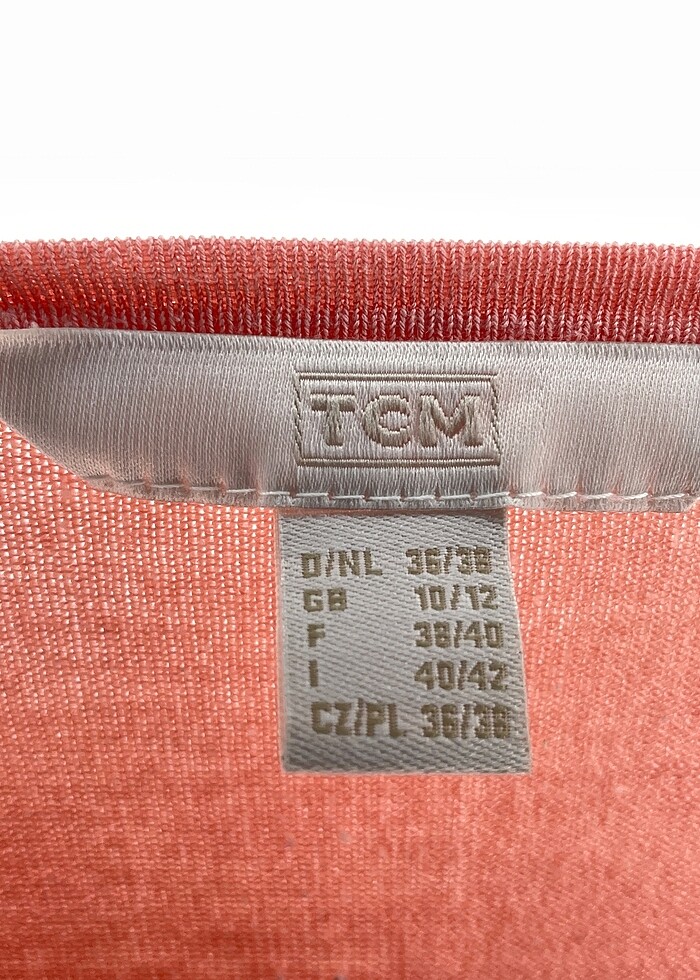 TCM
D/NL 36/38
GB 10/12
F 38/40
I 40/42
CZ/PL 36/38